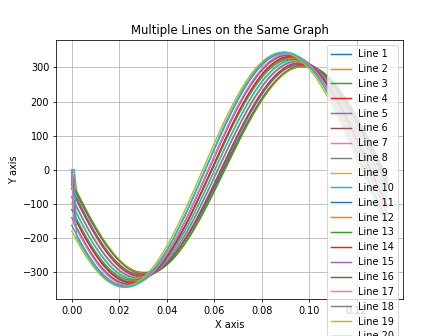 Multiple Lines on the Same Graph
Y axis
300
200
100
0
−100
−200
−300
0.00
0.02
0.04
0.06
0.08
0.10
X axis
Line 1
Line 2
Line 3
Line 4
Line 5
Line 6
Line 7
Line 8
Line 9
Line 10
Line 11
Line 12
Line 13
Line 14
Line 15
Line 16
Line 17
Line 18
Line 19
Line 20